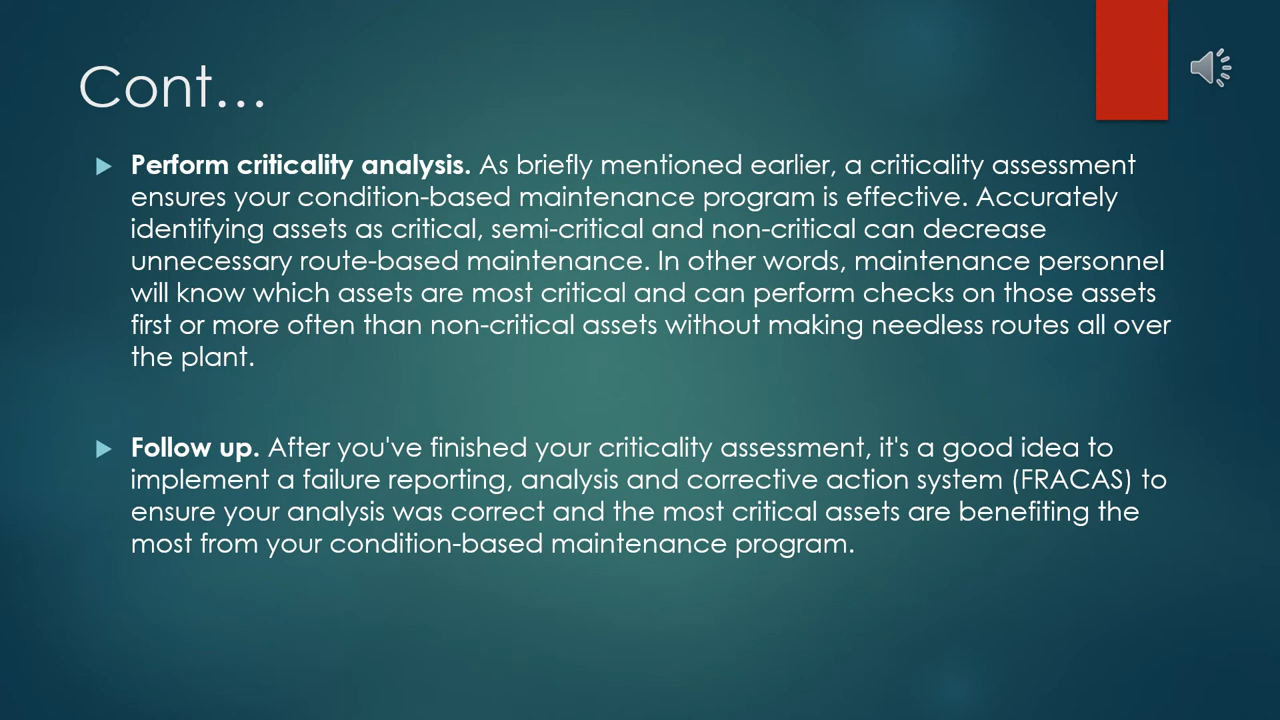 Cont...
Perform criticality analysis. As briefly mentioned earlier, a criticality assessment
ensures your condition-based maintenance program is effective. Accurately
identifying assets as critical, semi-critical and non-critical can decrease
unnecessary route-based maintenance. In other words, maintenance personnel
will know which assets are most critical and can perform checks on those assets
first or more often than non-critical assets without making needless routes all over
the plant.
Follow up. After you've finished your criticality assessment, it's a good idea to
implement a failure reporting, analysis and corrective action system (FRACAS) to
ensure your analysis was correct and the most critical assets are benefiting the
most from your condition-based maintenance program.